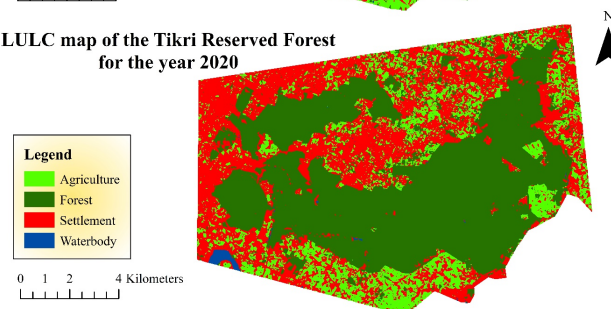 N
LULC map of the Tikri Reserved Forest
for the year 2020
Legend
Agriculture
Forest
Settlement
Waterbody
0 1 2 4 Kilometers